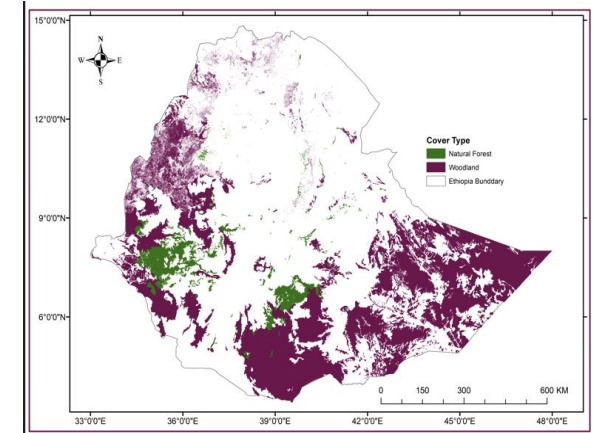 15°0'0"N
N
W E
S
12°0'0"N
Cover Type
Natural Forest
Woodland
Ethiopia Bunddary
9°0'0"N
6°0'0"N
0 150 300 600 KM
33°0'0"E 36°0'0"E 39°0'0"E 42°0'0"E 45°0'0"E 48°0'0"E